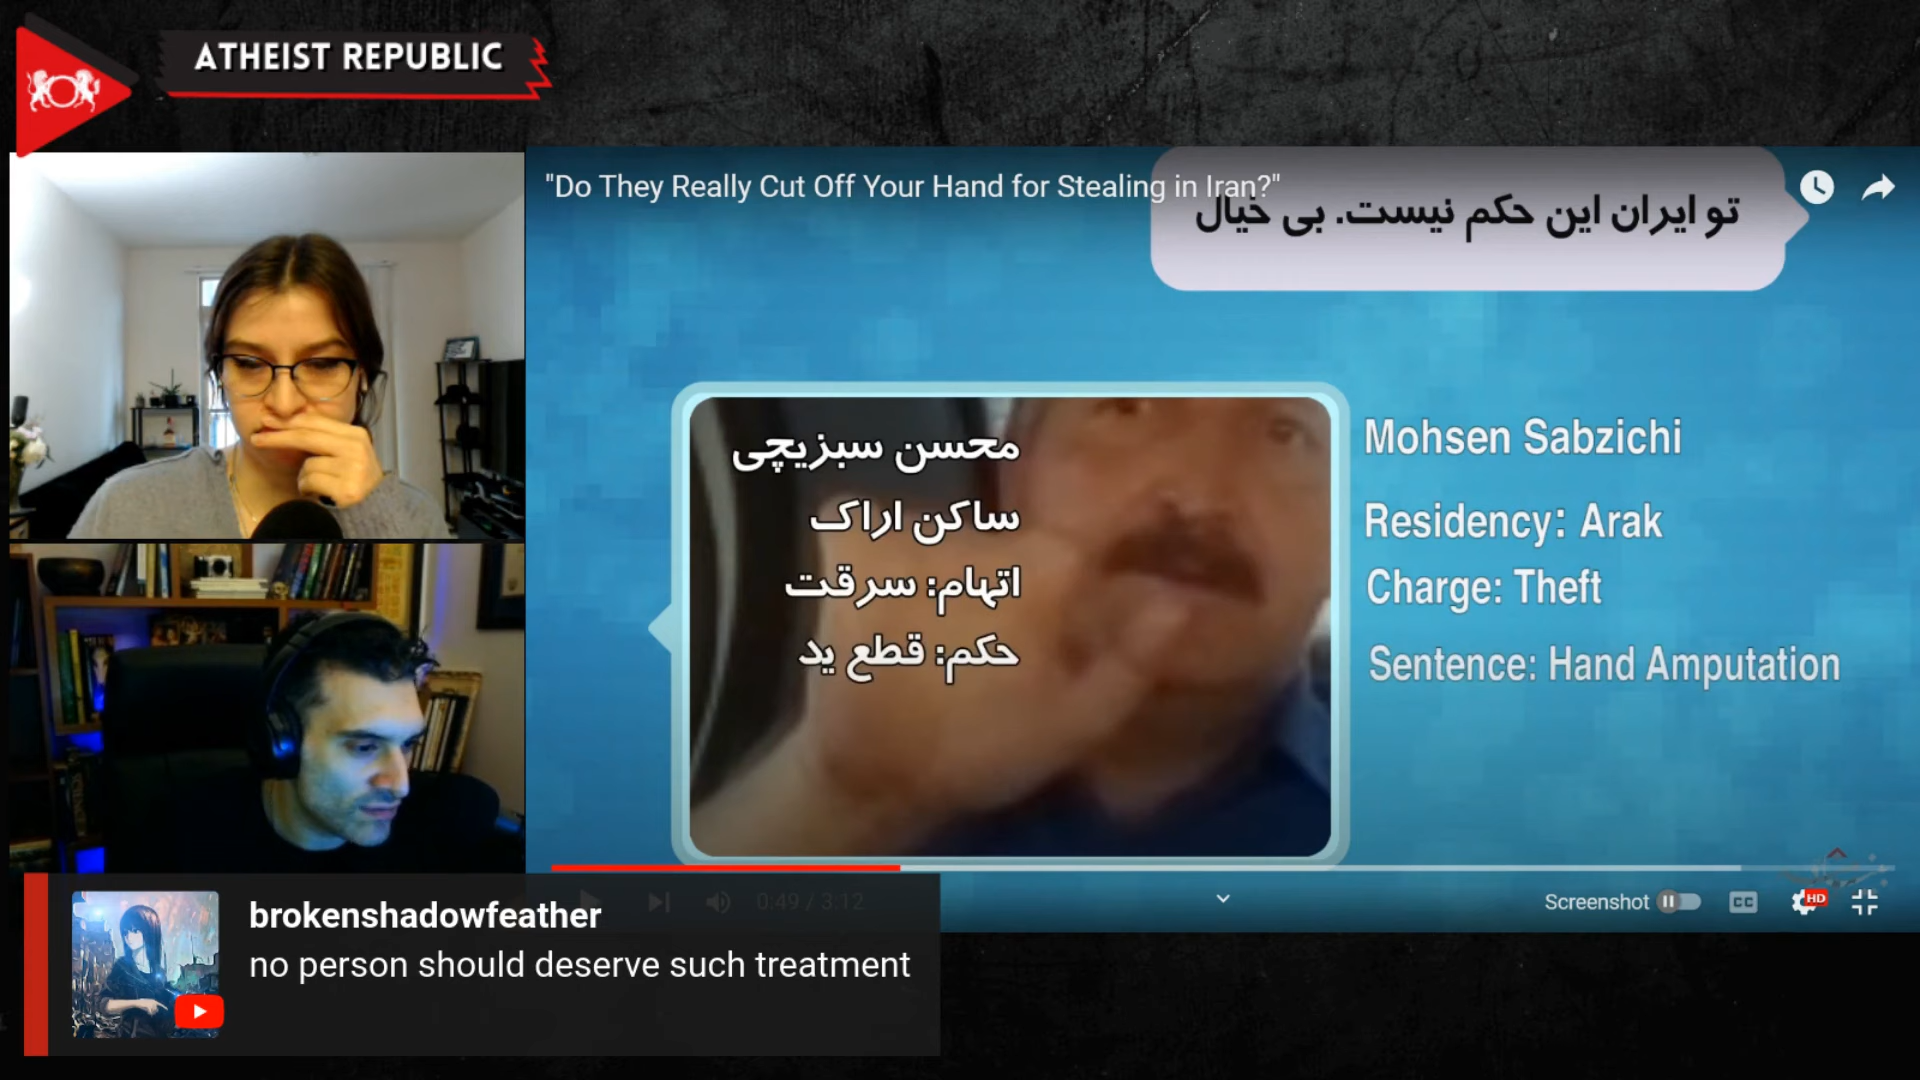 ATHEIST REPUBLIC
"Do They Really Cut Off Your Hand for Stealing in Iran?"
تو ایران این حکم نیست. بی خیال
محسن سبزیچی
ساکن اراک
اتهام: سرقت
حکم: قطع ید
Mohsen Sabzichi
Residency: Arak
Charge: Theft
Sentence: Hand Amputation
0:49 / 3:12
Screenshot
CC
HD
brokenshadowfeather
no person should deserve such treatment